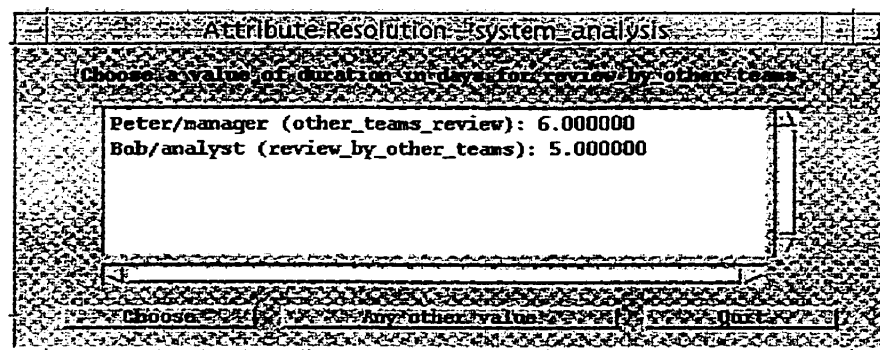 Attribute Resolution - system_analysis
Choose a value of duration in days for review by other teams
Peter/manager (other_teams_review): 6.000000
Bob/analyst (review_by_other_teams): 5.000000
Choose Any other value Quit